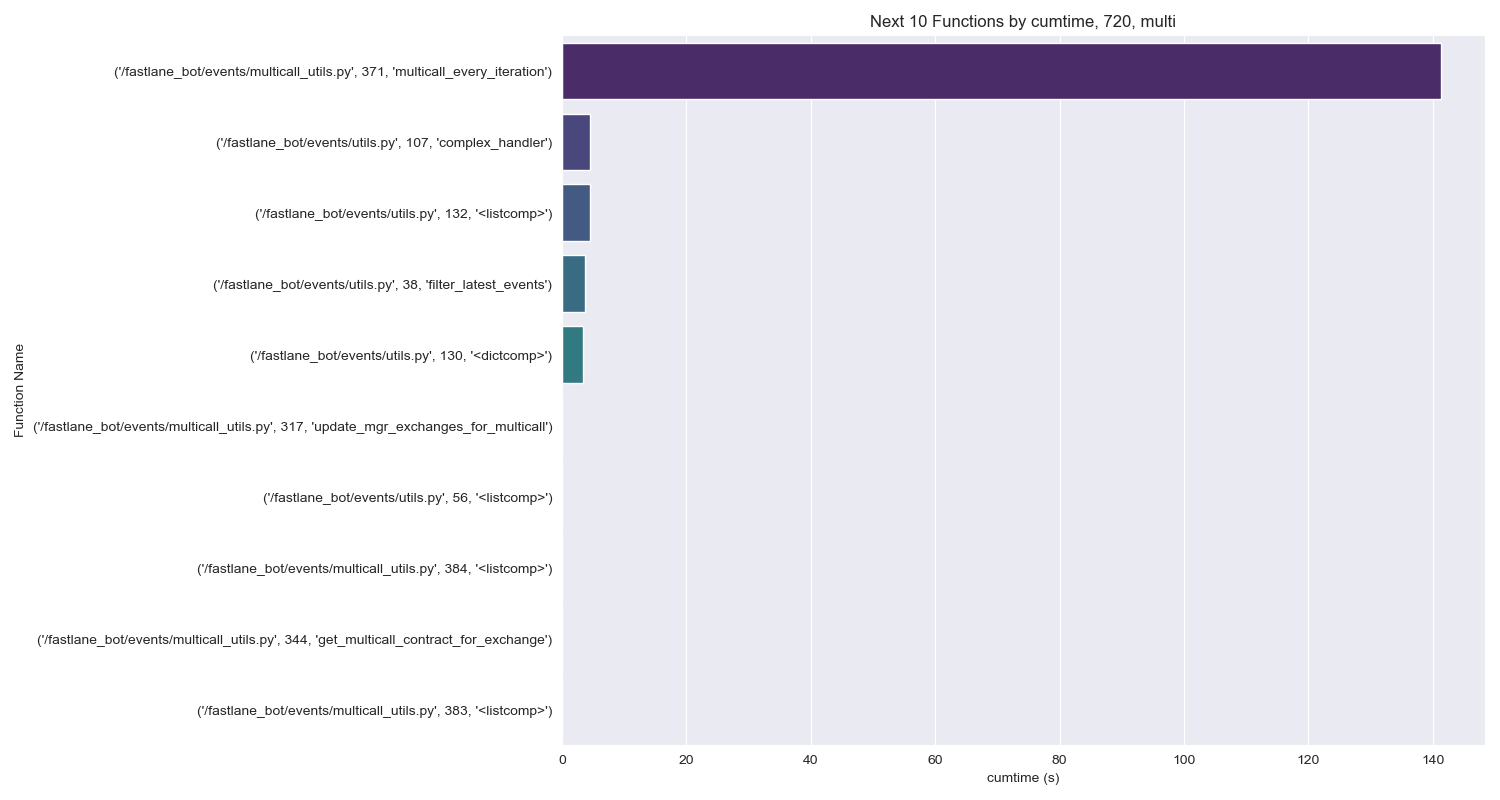 Next 10 Functions by cumtime, 720, multi
('/fastlane_bot/events/multicall_utils.py', 371, 'multicall_every_iteration')
('/fastlane_bot/events/utils.py', 107, 'complex_handler')
('/fastlane_bot/events/utils.py', 132, '<listcomp>')
('/fastlane_bot/events/utils.py', 38, 'filter_latest_events')
('/fastlane_bot/events/utils.py', 130, '<dictcomp>')
('/fastlane_bot/events/multicall_utils.py', 317, 'update_mgr_exchanges_for_multicall')
('/fastlane_bot/events/utils.py', 56, '<listcomp>')
('/fastlane_bot/events/multicall_utils.py', 384, '<listcomp>')
('/fastlane_bot/events/multicall_utils.py', 344, 'get_multicall_contract_for_exchange')
('/fastlane_bot/events/multicall_utils.py', 383, '<listcomp>')
Function Name
0 20 40 60 80 100 120 140
cumtime (s)